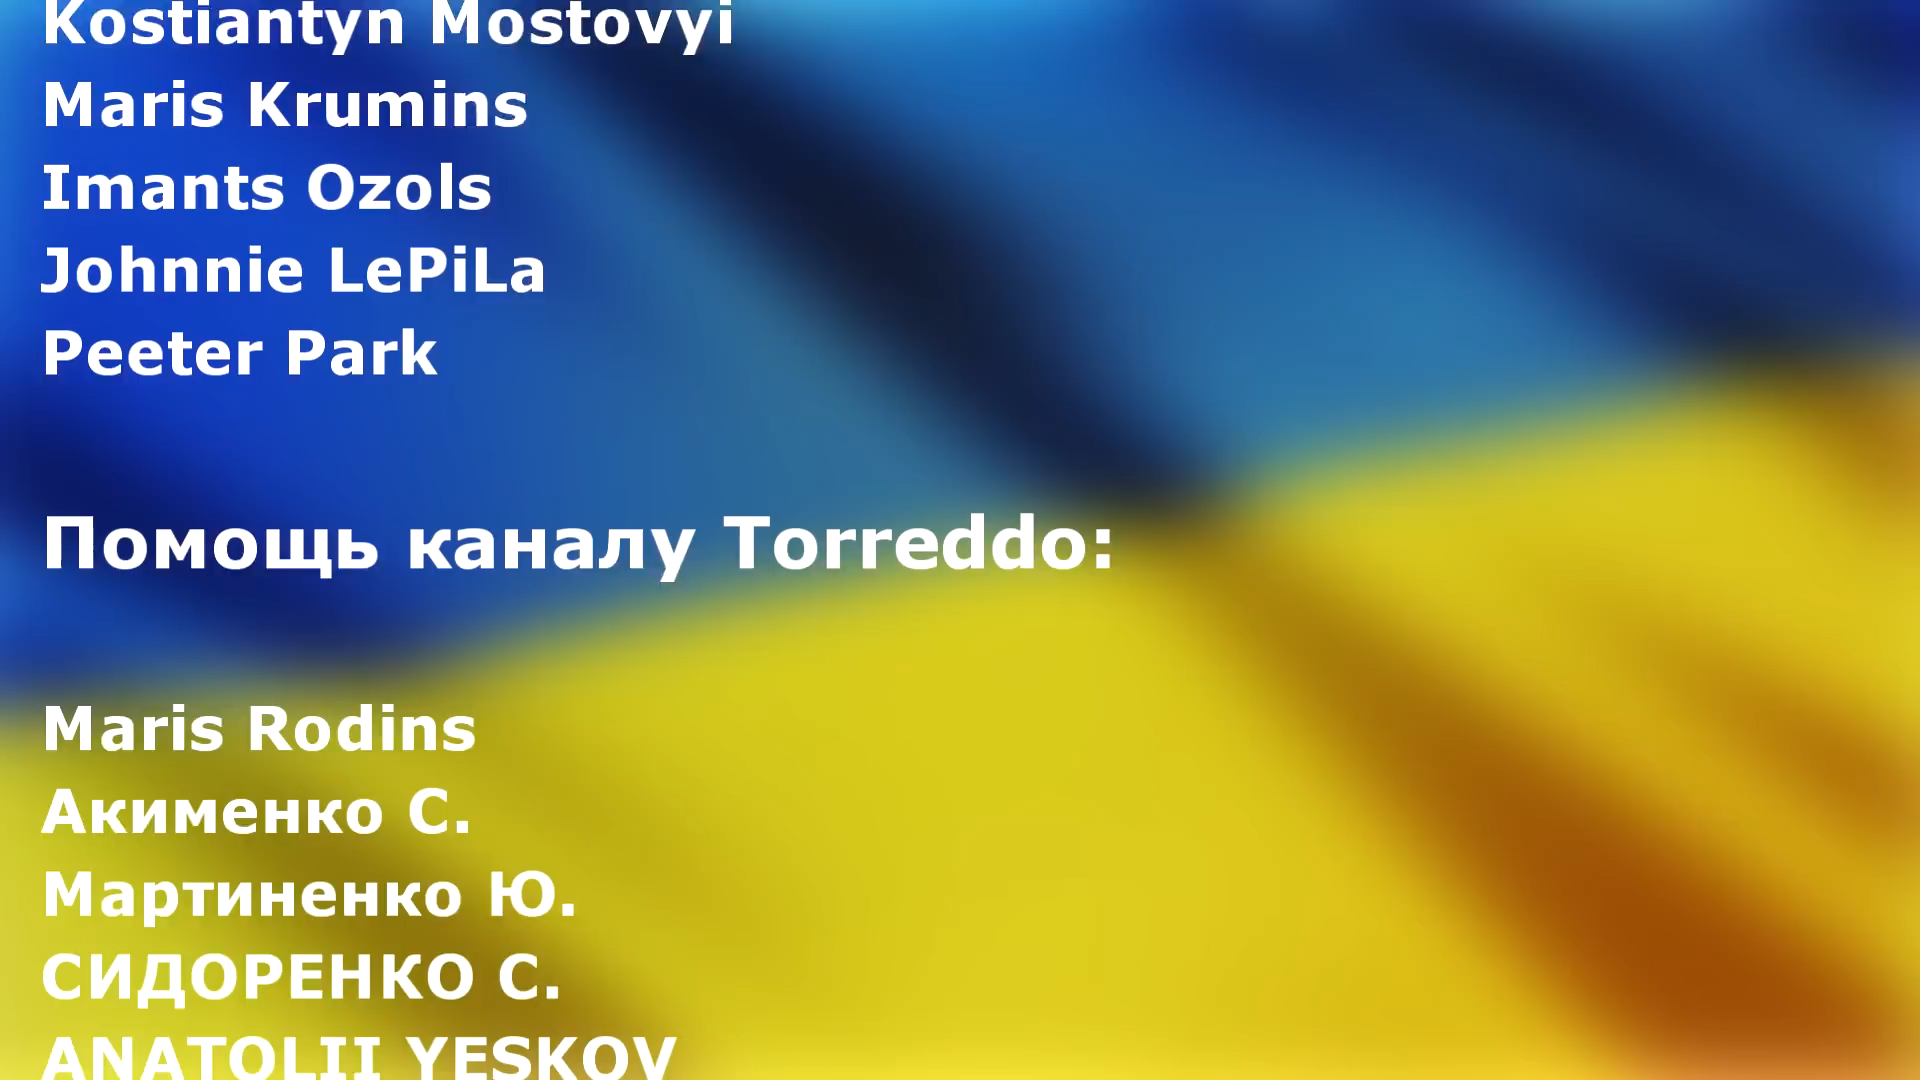 Kostiantyn Mostovyi
Maris Krumins
Imants Ozols
Johnnie LePiLa
Peeter Park
Помощь каналу Torreddo:
Maris Rodins
Акименко С.
Мартиненко Ю.
СИДОРЕНКО С.
ANATOLII YESKOV